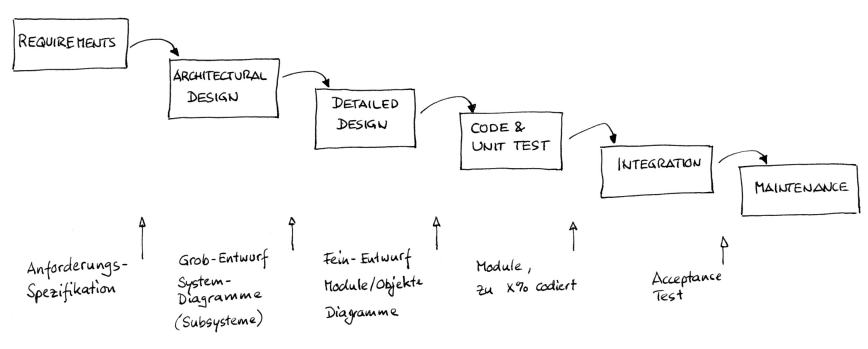 REQUIREMENTS
ARCHITECTURAL
DESIGN
DETAILED
DESIGN
CODE &
UNIT TEST
INTEGRATION
MAINTENANCE
Anforderungs-
Spezifikation
Grob-Entwurf
System-
Diagramme
(Subsysteme)
Fein-Entwurf
Module/Objekte
Diagramme
Module,
zu X% codiert
Acceptance
Test